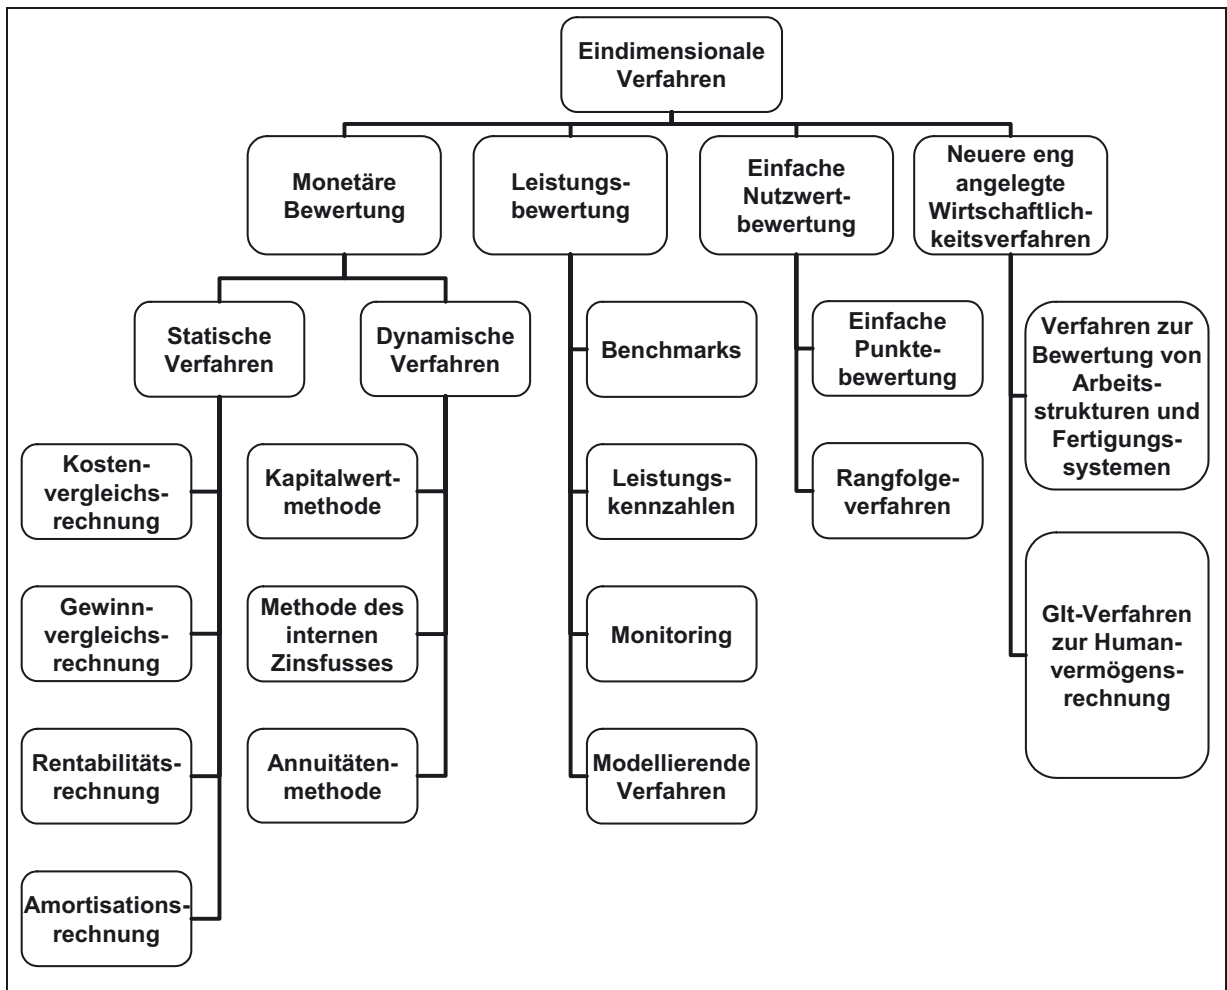 Eindimensionale
Verfahren
Monetäre
Bewertung
Leistungs-
bewertung
Einfache
Nutzwert-
bewertung
Neuere eng
angelegte
Wirtschaftlich-
keitsverfahren
Statische
Verfahren
Dynamische
Verfahren
Benchmarks
Einfache
Punkte-
bewertung
Verfahren zur
Bewertung von
Arbeits-
strukturen und
Fertigungs-
systemen
Kosten-
vergleichs-
rechnung
Kapitalwert-
methode
Leistungs-
kennzahlen
Rangfolge-
verfahren
Gewinn-
vergleichs-
rechnung
Methode des
internen
Zinsfusses
Monitoring
GIt-Verfahren
zur Human-
vermögens-
rechnung
Rentabilitäts-
rechnung
Annuitäten-
methode
Modellierende
Verfahren
Amortisations-
rechnung